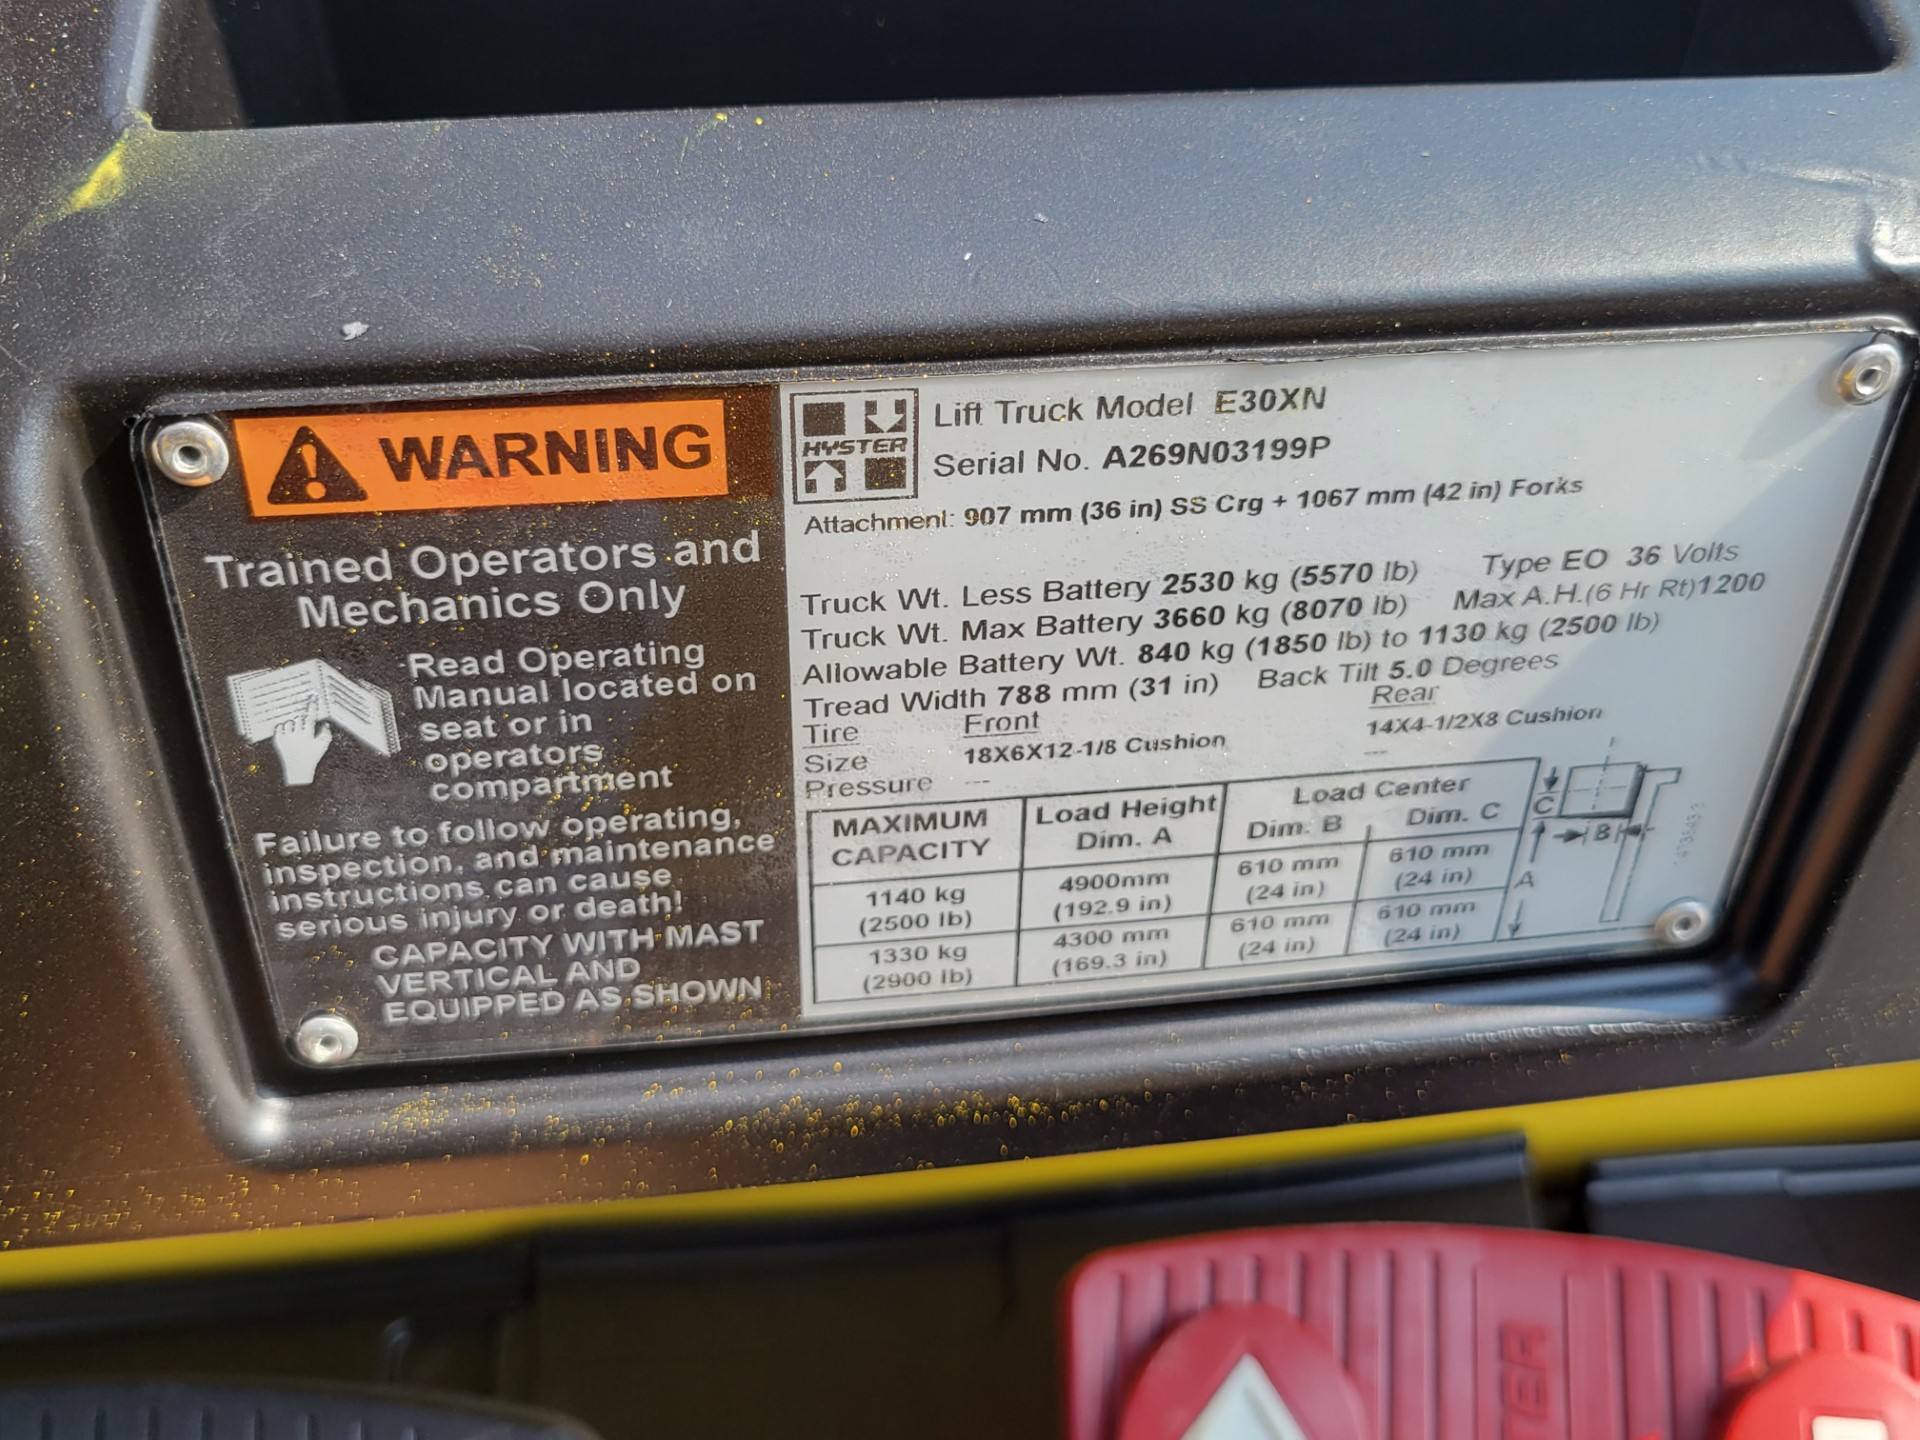 WARNING
Trained Operators and
Mechanics Only
Read Operating
Manual located on
seat or in
operators
compartment
Failure to follow operating,
inspection, and maintenance
instructions can cause
serious injury or death!
CAPACITY WITH MAST
VERTICAL AND
EQUIPPED AS SHOWN
HYSTER
Lift Truck Model E30XN
Serial No. A269N03199P
Attachment: 907 mm (36 in) SS Crg + 1067 mm (42 in) Forks
Truck Wt. Less Battery 2530 kg (5570 lb) Type EO 36 Volts
Truck Wt. Max Battery 3660 kg (8070 lb) Max A.H.(6 Hr Rt)1200
Allowable Battery Wt. 840 kg (1850 lb) to 1130 kg (2500 lb)
Tread Width 788 mm (31 in) Back Tilt 5.0 Degrees
Tire Front Rear
Size 18X6X12-1/8 Cushion 14X4-1/2X8 Cushion
Pressure --- ---
MAXIMUM CAPACITY Load Height Dim. A Load Center Dim. B Dim. C
1140 kg 4900mm 610 mm 610 mm
(2500 lb) (192.9 in) (24 in) (24 in)
1330 kg 4300 mm 610 mm 610 mm
(2900 lb) (169.3 in) (24 in) (24 in)
C
B
A
TER